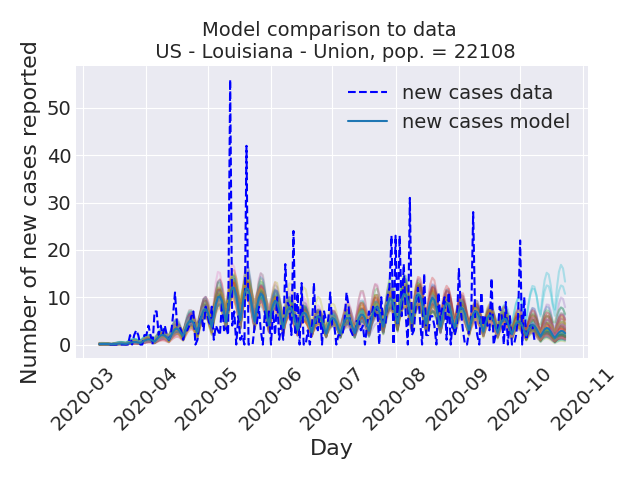 Model comparison to data
US - Louisiana - Union, pop. = 22108
Number of new cases reported
50
40
30
20
10
0
new cases data
new cases model
2020-03
2020-04
2020-05
2020-06
2020-07
2020-08
2020-09
2020-10
2020-11
Day